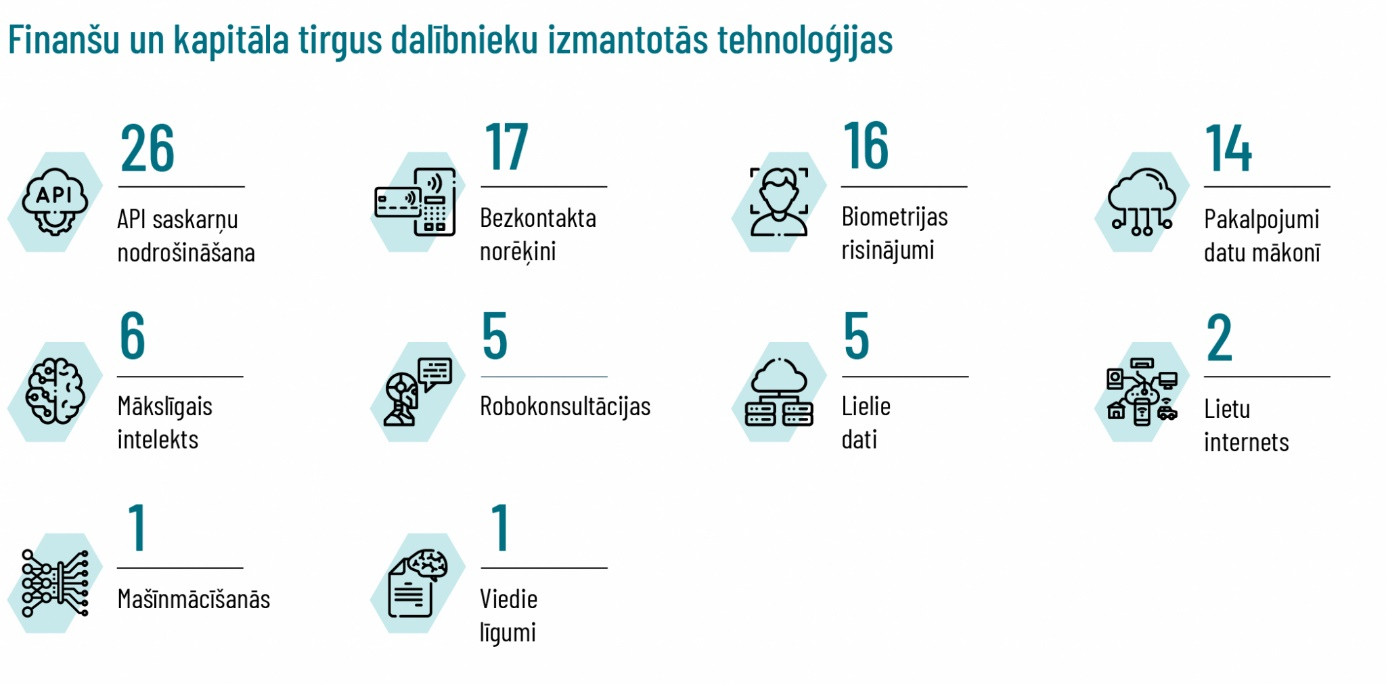 Finanšu un kapitāla tirgus dalībnieku izmantotās tehnoloģijas
26
API
API saskarņu
nodrošināšana
17
Bezkontakta
norēķini
16
Biometrijas
risinājumi
14
Pakalpojumi
datu mākonī
6
Mākslīgais
intelekts
5
Robokonsultācijas
5
Lielie
dati
2
Lietu
internets
1
Mašīnmācīšanās
1
Viedie
līgumi